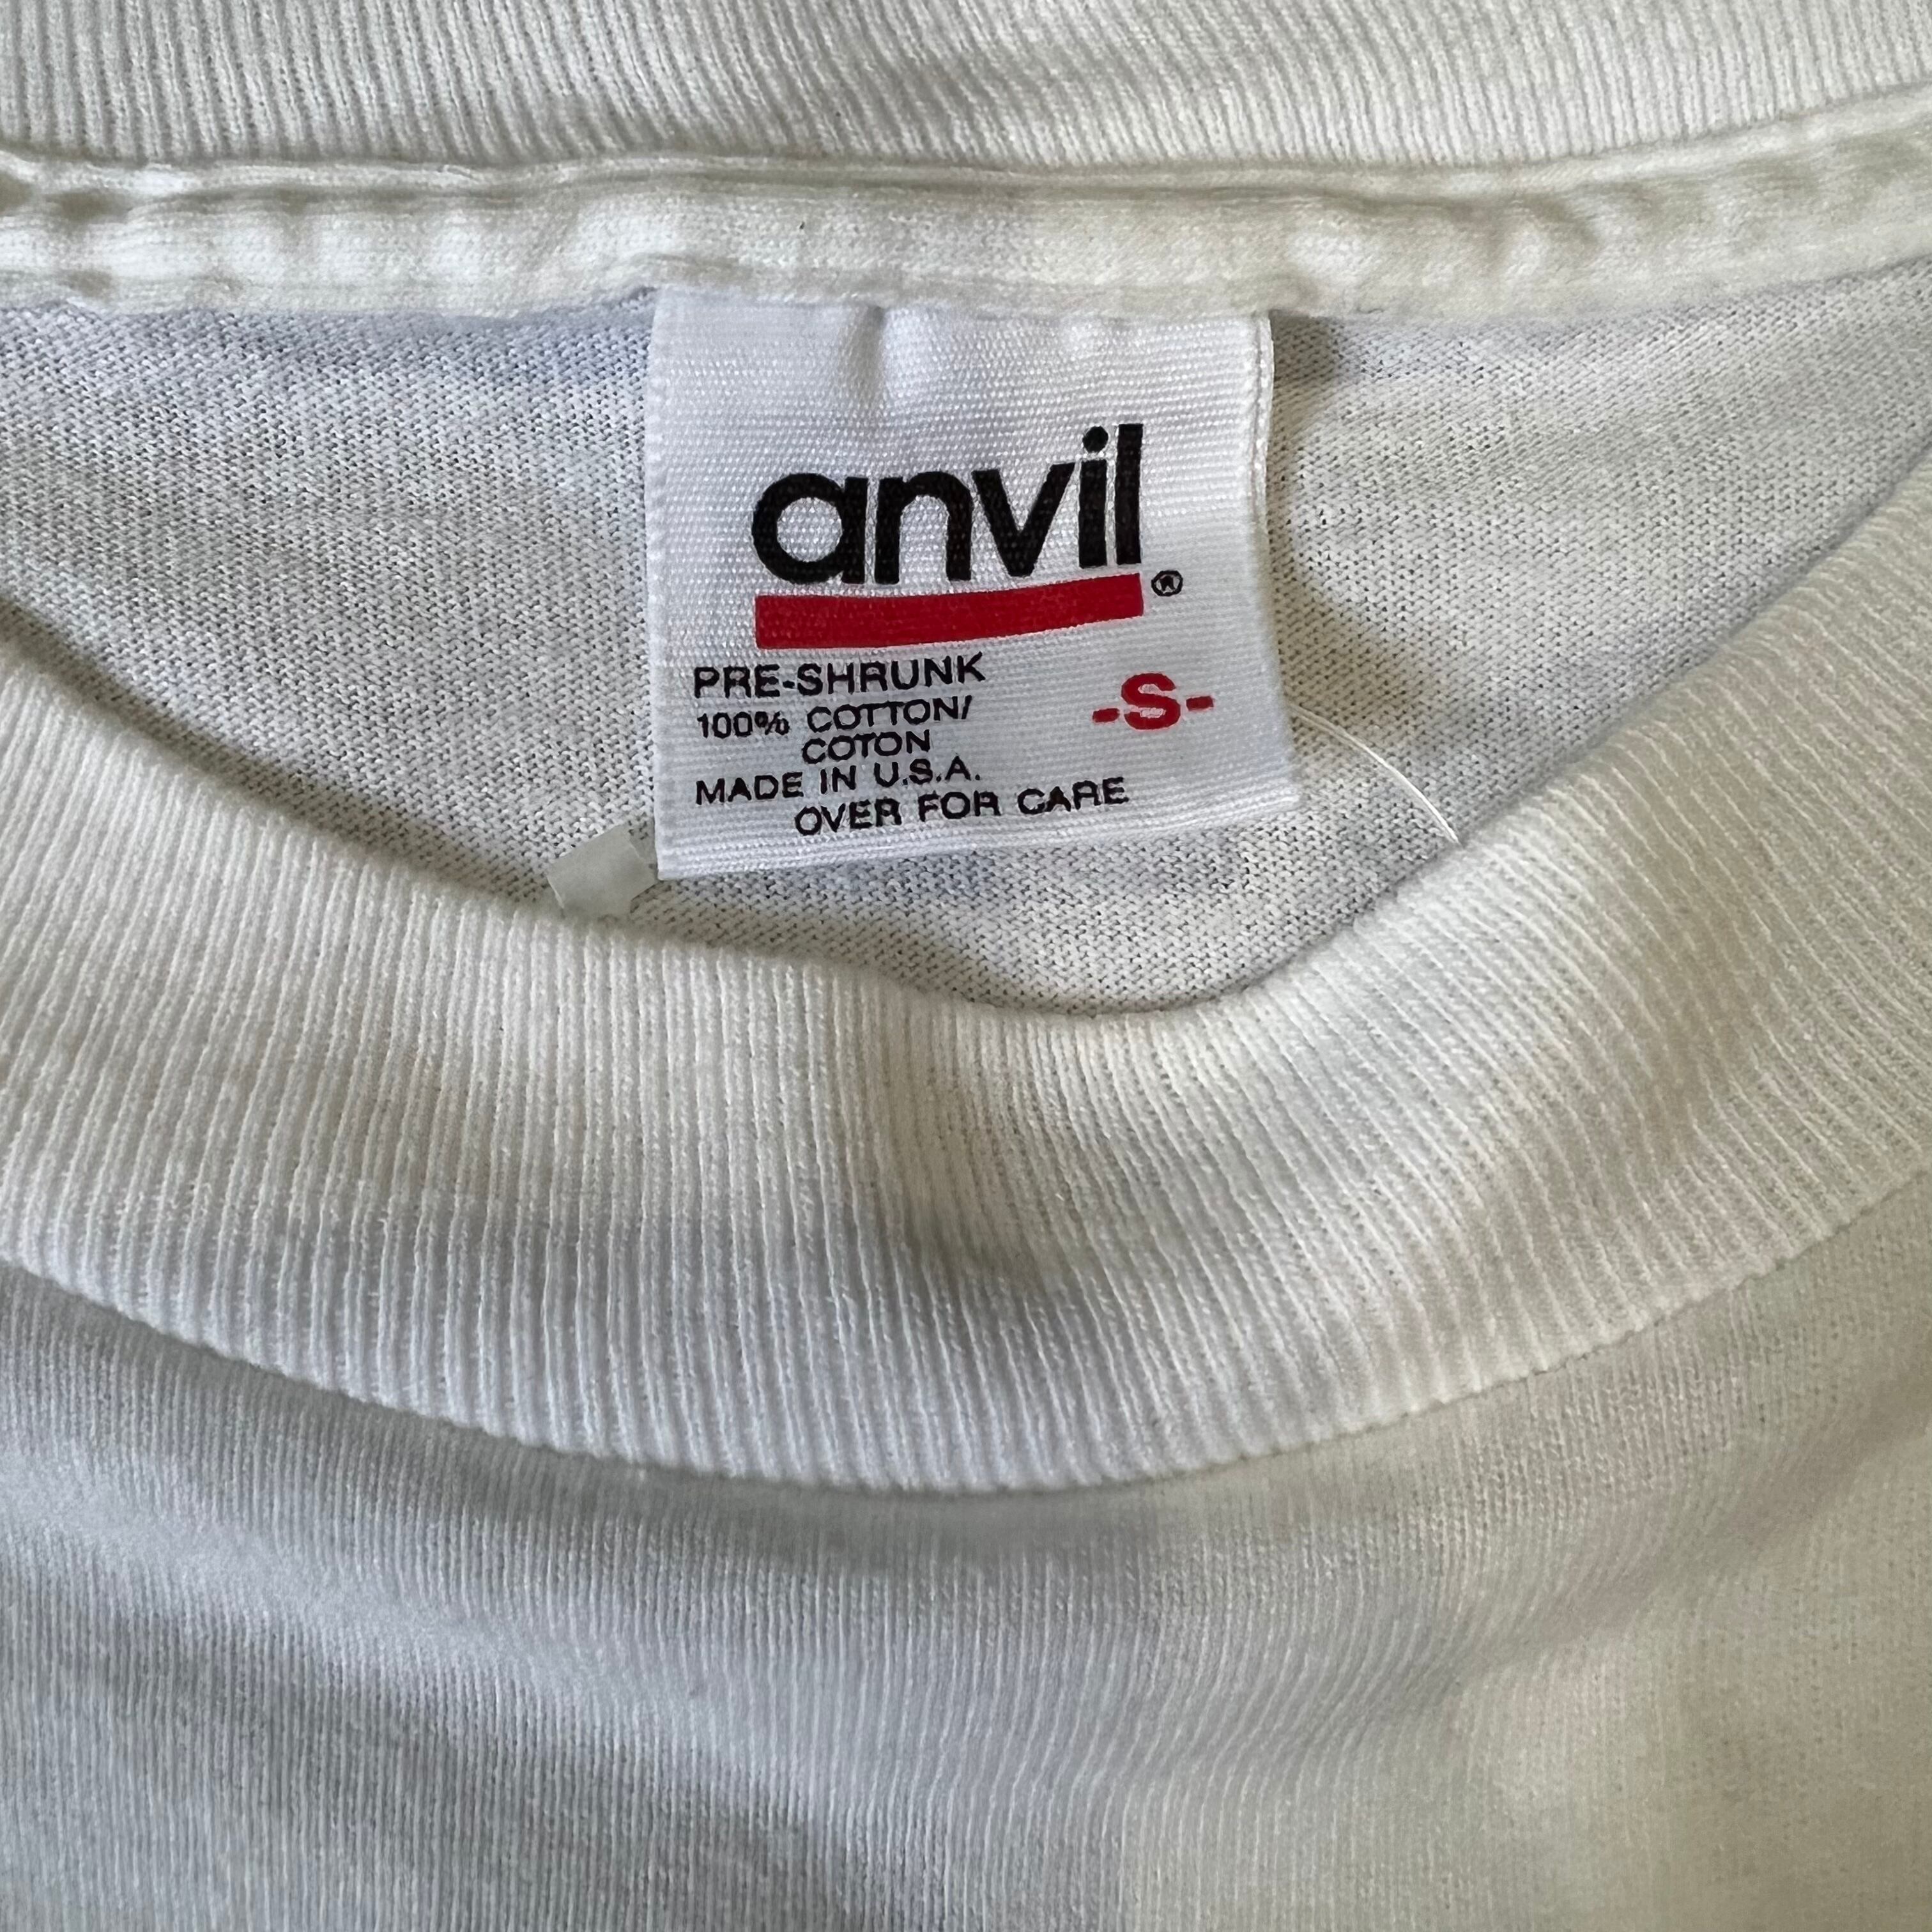 anvil®
PRE-SHRUNK
100% COTTON/
COTON
-S-
MADE IN U.S.A.
OVER FOR CARE